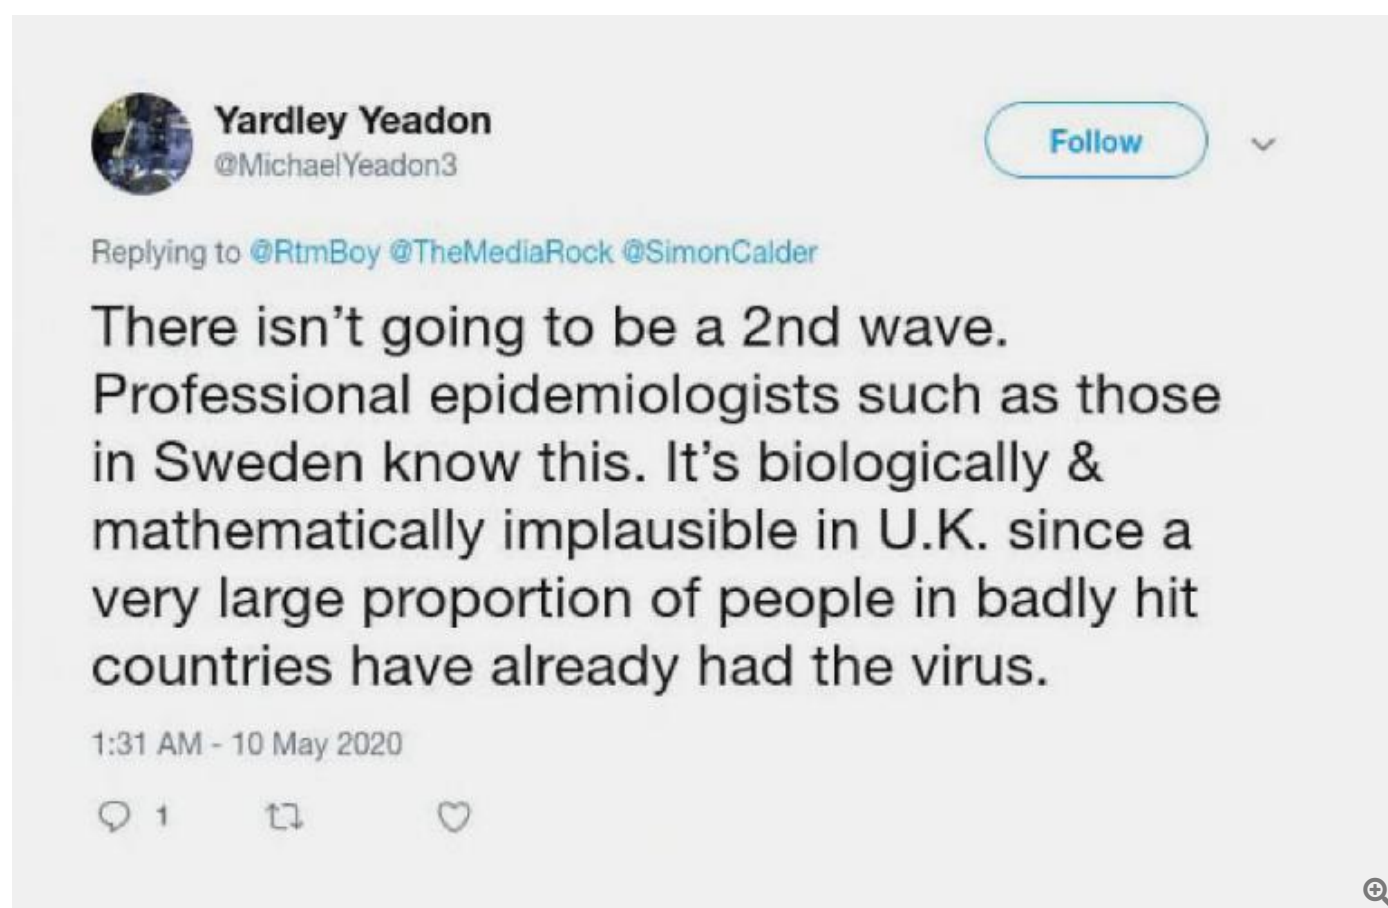 Yardley Yeadon
@MichaelYeadon3
Follow
Replying to @RtmBoy @TheMediaRock @SimonCalder
There isn’t going to be a 2nd wave.
Professional epidemiologists such as those
in Sweden know this. It’s biologically &
mathematically implausible in U.K. since a
very large proportion of people in badly hit
countries have already had the virus.
1:31 AM - 10 May 2020
1